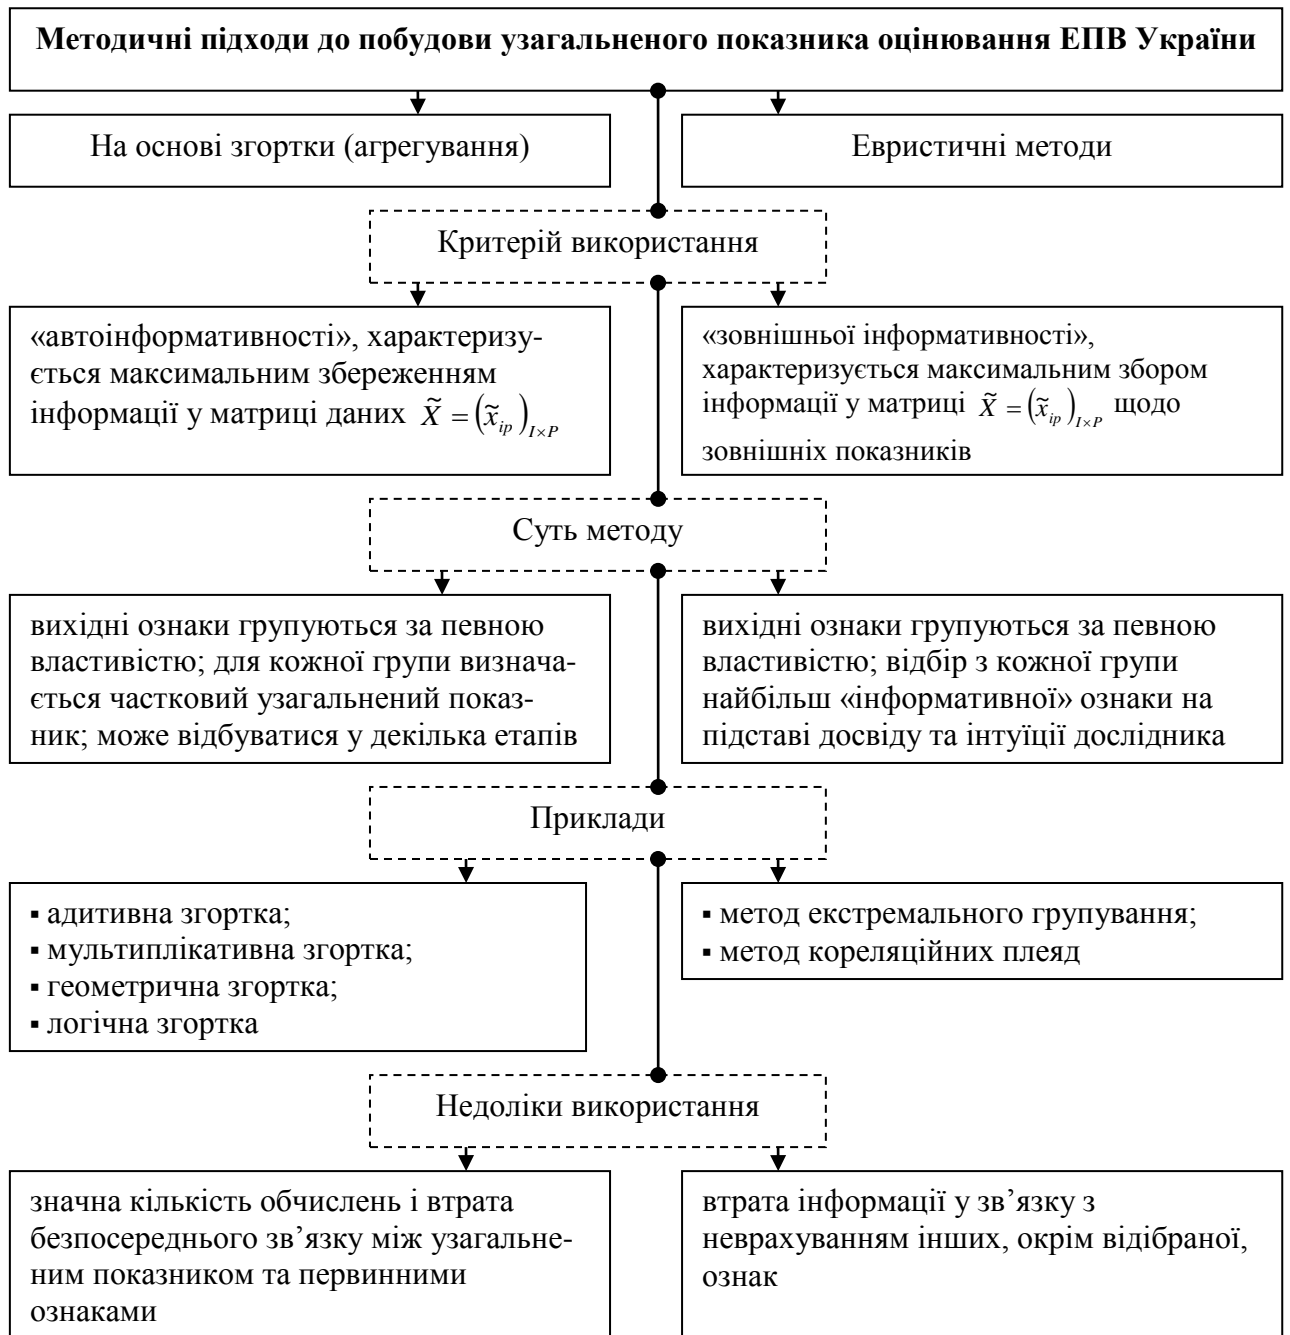 Методичні підходи до побудови узагальненого показника оцінювання ЕПВ України
На основі згортки (агрегування)
Евристичні методи
Критерій використання
«автоінформативності», характеризу-
ється максимальним збереженням
інформації у матриці даних X̃ = (x̃_{ip})_{I×P}
«зовнішньої інформативності»,
характеризується максимальним збором
інформації у матриці X̃ = (x̃_{ip})_{I×P} щодо
зовнішніх показників
Суть методу
вихідні ознаки групуються за певною
властивістю; для кожної групи визнача-
ється частковий узагальнений показ-
ник; може відбуватися у декілька етапів
вихідні ознаки групуються за певною
властивістю; відбір з кожної групи
найбільш «інформативної» ознаки на
підставі досвіду та інтуїції дослідника
Приклади
▪ адитивна згортка;
▪ мультиплікативна згортка;
▪ геометрична згортка;
▪ логічна згортка
▪ метод екстремального групування;
▪ метод кореляційних плеяд
Недоліки використання
значна кількість обчислень і втрата
безпосереднього зв’язку між узагальне-
ним показником та первинними
ознаками
втрата інформації у зв’язку з
неврахуванням інших, окрім відібраної,
ознак